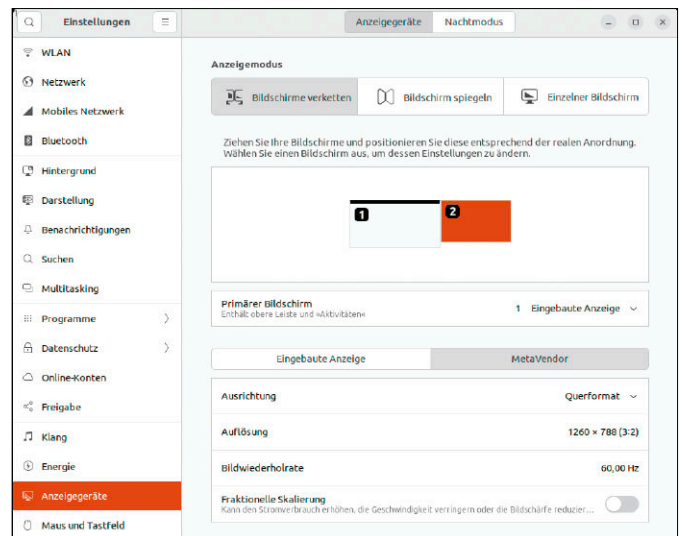 Einstellungen
Anzeigegeräte Nachtmodus
WLAN
Netzwerk
Mobiles Netzwerk
Bluetooth
Hintergrund
Darstellung
Benachrichtigungen
Suchen
Multitasking
Programme
Datenschutz
Online-Konten
Freigabe
Klang
Energie
Anzeigegeräte
Maus und Tastfeld
Anzeigemodus
Bildschirme verketten Bildschirm spiegeln Einzelner Bildschirm
Ziehen Sie Ihre Bildschirme und positionieren Sie diese entsprechend der realen Anordnung.
Wählen Sie einen Bildschirm aus, um dessen Einstellungen zu ändern.
1 2
Primärer Bildschirm 1 Eingebaute Anzeige
Enthält obere Leiste und »Aktivitäten«
Eingebaute Anzeige MetaVendor
Ausrichtung Querformat
Auflösung 1260 × 788 (3:2)
Bildwiederholrate 60,00 Hz
Fraktionelle Skalierung
Kann den Stromverbrauch erhöhen, die Geschwindigkeit verringern oder die Bildschärfe reduzier...